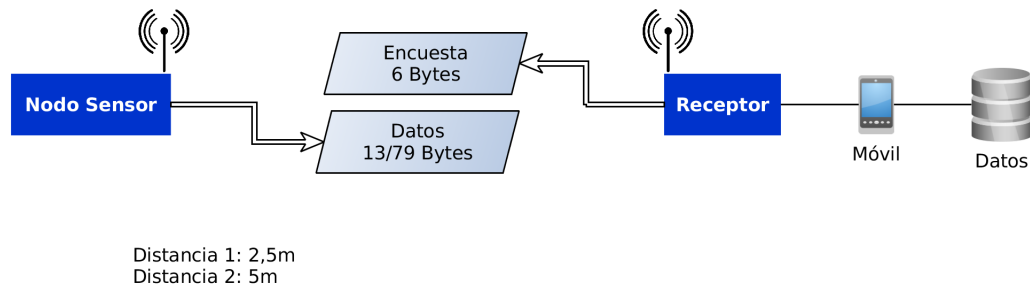 Encuesta
6 Bytes
Nodo Sensor
Receptor
Datos
13/79 Bytes
Móvil
Datos
Distancia 1: 2,5m
Distancia 2: 5m